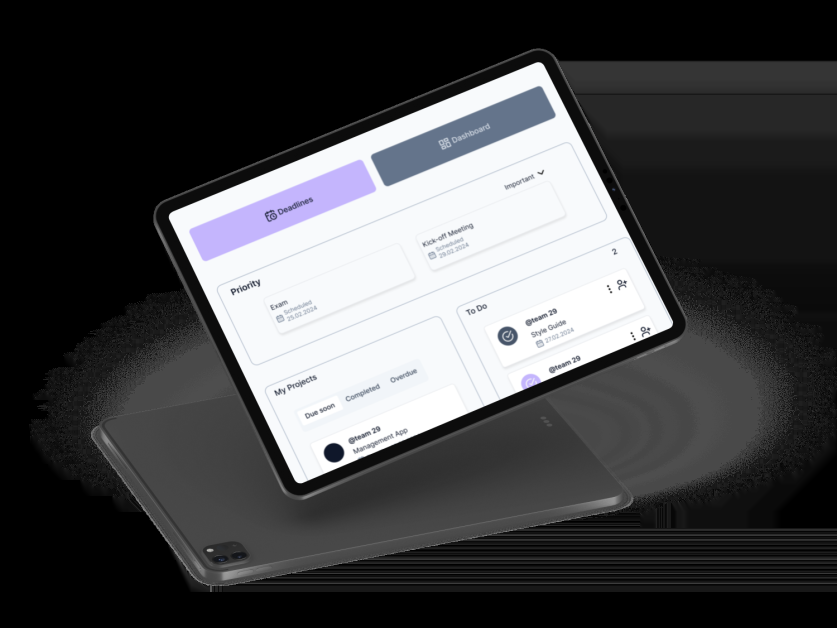 Dashboard
Deadlines
Important
Priority
Exam
Scheduled
25.02.2024
Kick-off Meeting
Scheduled
29.02.2024
My Projects
Due soon
Completed
Overdue
@team 29
Management App
To Do
2
@team 29
Style Guide
27.02.2024
@team 29